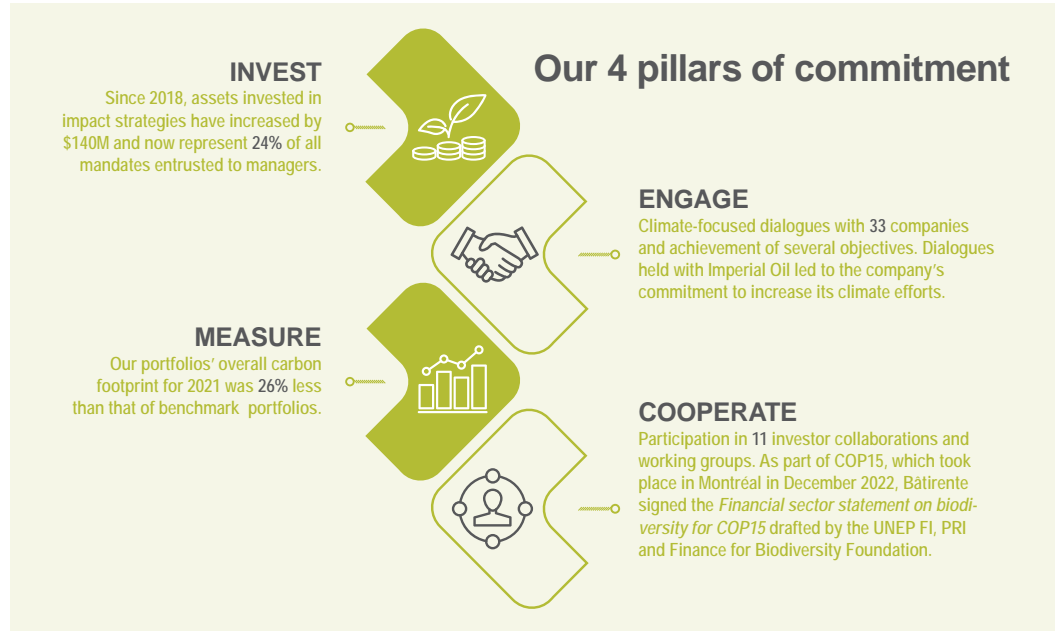 Our 4 pillars of commitment
INVEST
Since 2018, assets invested in
impact strategies have increased by
$140M and now represent 24% of all
mandates entrusted to managers.
ENGAGE
Climate-focused dialogues with 33 companies
and achievement of several objectives. Dialogues
held with Imperial Oil led to the company's
commitment to increase its climate efforts.
MEASURE
Our portfolios' overall carbon
footprint for 2021 was 26% less
than that of benchmark portfolios.
COOPERATE
Participation in 11 investor collaborations and
working groups. As part of COP15, which took
place in Montréal in December 2022, Bâtirente
signed the Financial sector statement on biodi-
versity for COP15 drafted by the UNEP FI, PRI
and Finance for Biodiversity Foundation.